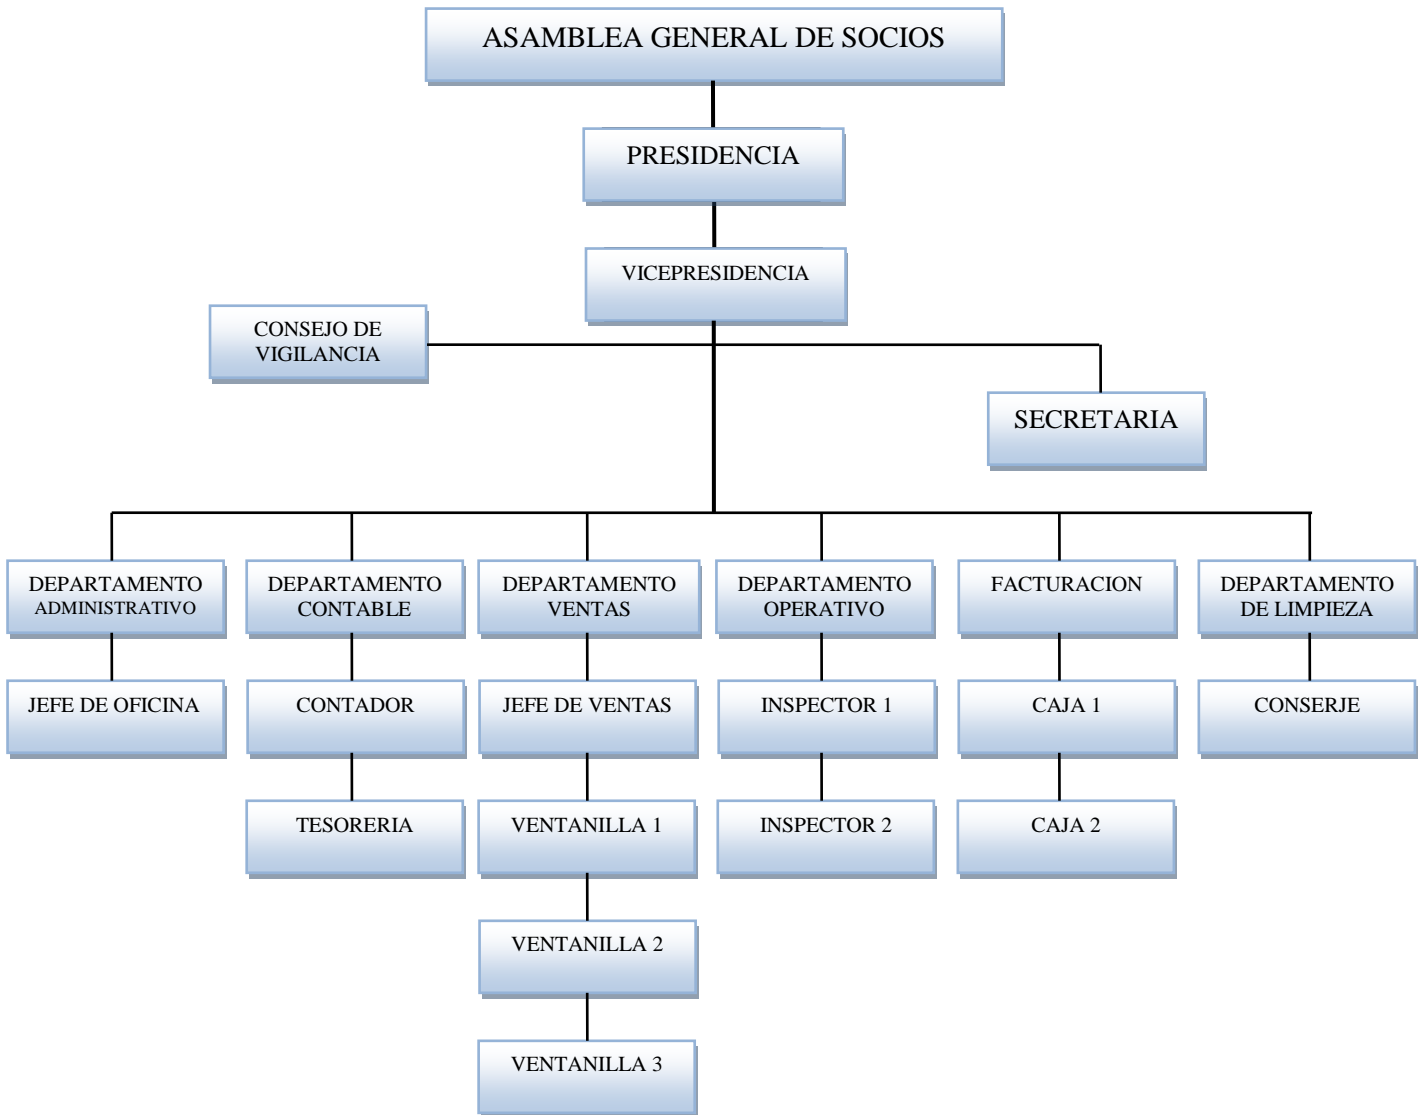 ASAMBLEA GENERAL DE SOCIOS
PRESIDENCIA
VICEPRESIDENCIA
CONSEJO DE
VIGILANCIA
SECRETARIA
DEPARTAMENTO
ADMINISTRATIVO
DEPARTAMENTO
CONTABLE
DEPARTAMENTO
VENTAS
DEPARTAMENTO
OPERATIVO
FACTURACION
DEPARTAMENTO
DE LIMPIEZA
JEFE DE OFICINA
CONTADOR
JEFE DE VENTAS
INSPECTOR 1
CAJA 1
CONSERJE
TESORERIA
VENTANILLA 1
INSPECTOR 2
CAJA 2
VENTANILLA 2
VENTANILLA 3